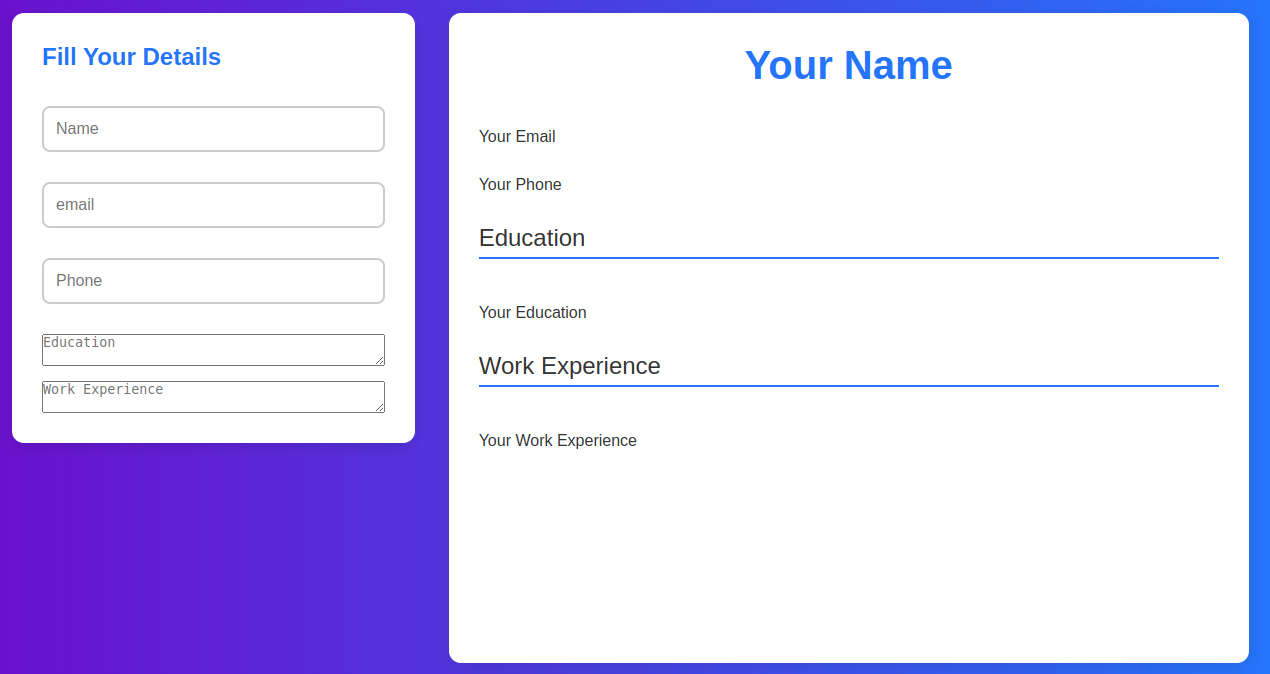 Fill Your Details
Name
email
Phone
Education
Work Experience
Your Name
Your Email
Your Phone
Education
Your Education
Work Experience
Your Work Experience